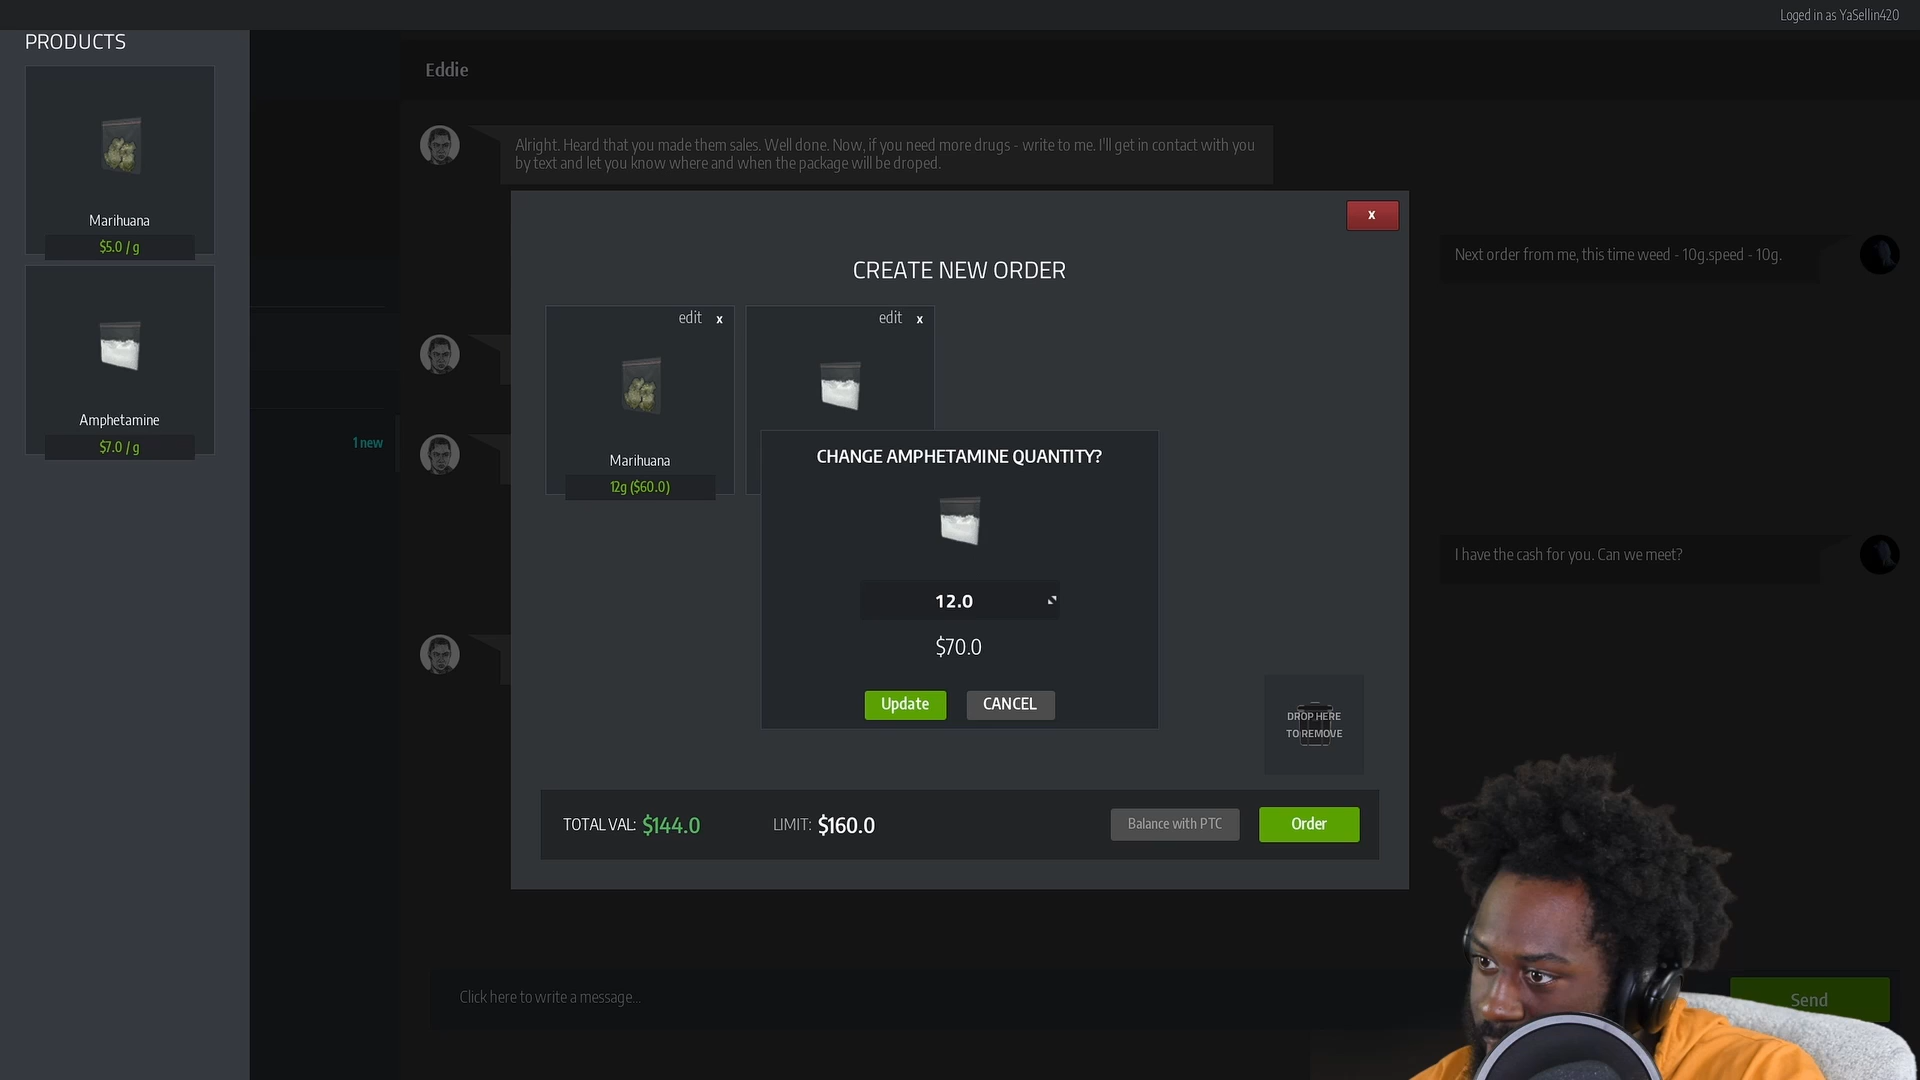 Loged in as YaSellin420
PRODUCTS
Marihuana
$5.0 / g
Amphetamine
$7.0 / g
1 new
Eddie
Alright. Heard that you made them sales. Well done. Now, if you need more drugs - write to me. I'll get in contact with you
by text and let you know where and when the package will be droped.
Next order from me, this time weed - 10g.speed - 10g.
I have the cash for you. Can we meet?
x
CREATE NEW ORDER
edit x
edit x
Marihuana
12g ($60.0)
CHANGE AMPHETAMINE QUANTITY?
12.0
$70.0
Update
CANCEL
DROP HERE
TO REMOVE
TOTAL VAL: $144.0
LIMIT: $160.0
Balance with PTC
Order
Click here to write a message...
Send